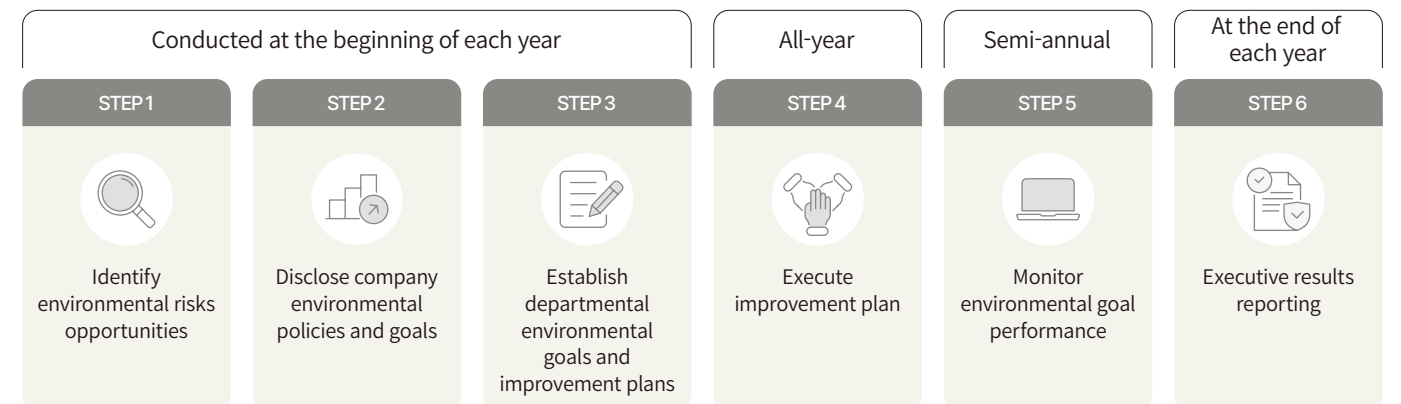 Conducted at the beginning of each year
All-year
Semi-annual
At the end of
each year
STEP 1
STEP 2
STEP 3
STEP 4
STEP 5
STEP 6
Identify
environmental risks
opportunities
Disclose company
environmental
policies and goals
Establish
departmental
environmental
goals and
improvement plans
Execute
improvement plan
Monitor
environmental goal
performance
Executive results
reporting